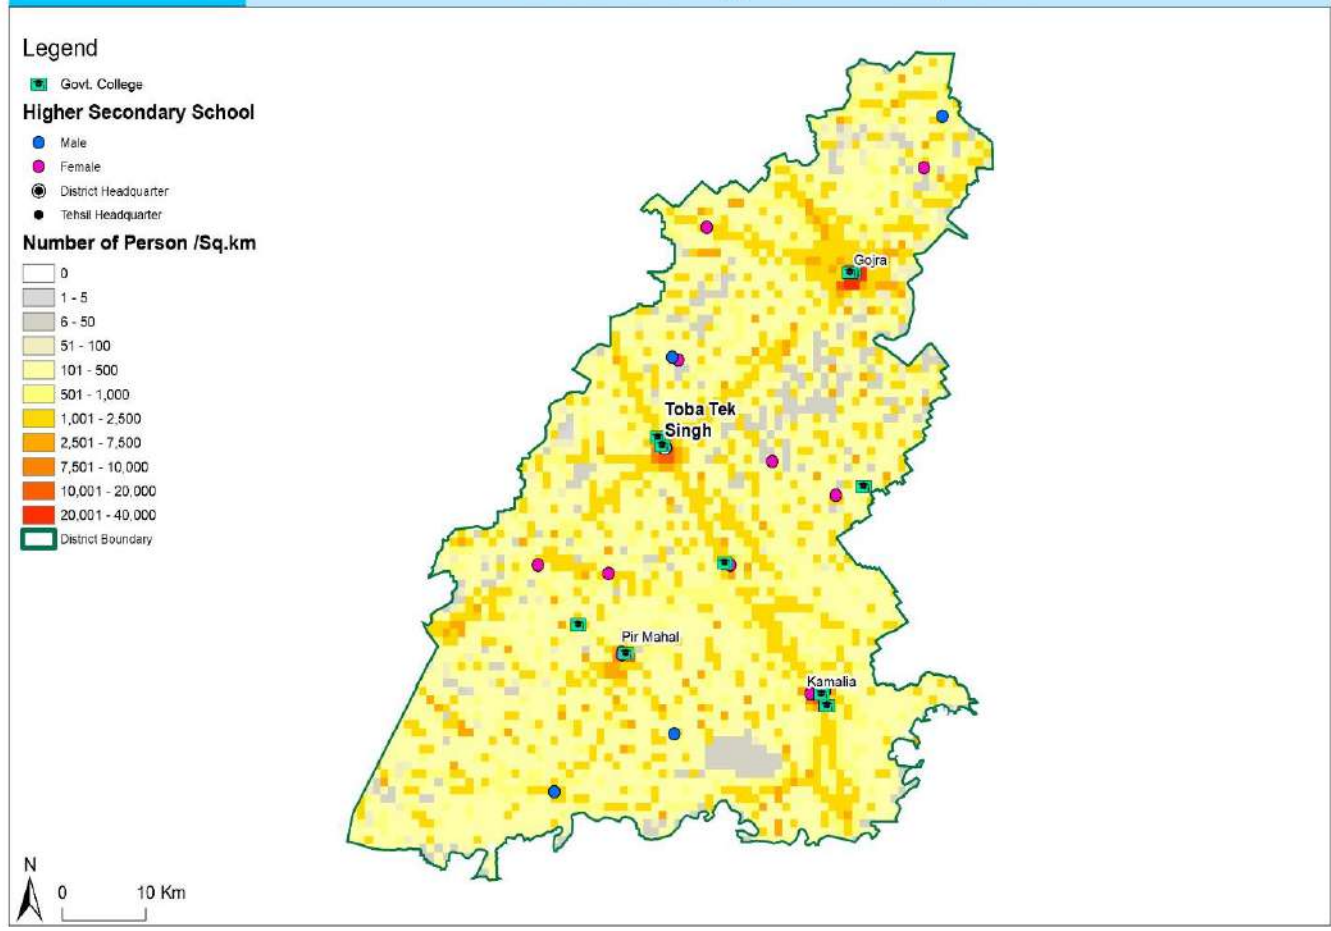 Legend
Govt. College
Higher Secondary School
Male
Female
District Headquarter
Tehsil Headquarter
Number of Person /Sq.km
0
1 - 5
6 - 50
51 - 100
101 - 500
501 - 1,000
1,001 - 2,500
2,501 - 7,500
7,501 - 10,000
10,001 - 20,000
20,001 - 40,000
District Boundary
Gojra
Toba Tek
Singh
Pir Mahal
Kamalia
N
0 10 Km